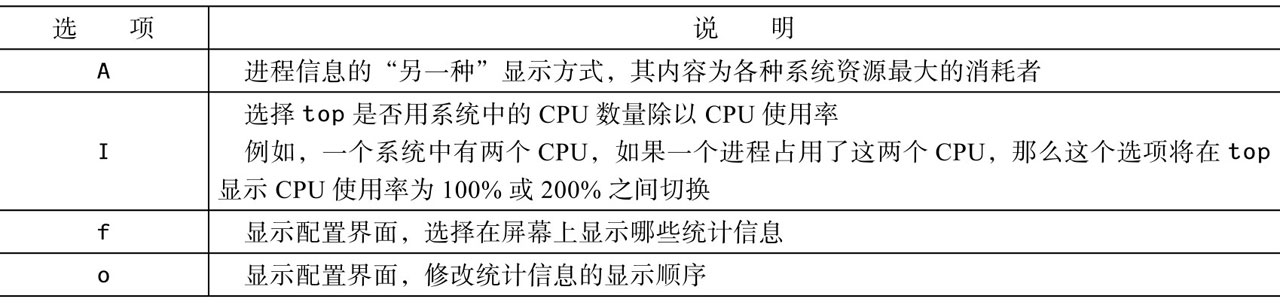 选 项 说 明
A 进程信息的“另一种”显示方式，其内容为各种系统资源最大的消耗者
选择 top 是否用系统中的 CPU 数量除以 CPU 使用率
I 例如，一个系统中有两个 CPU，如果一个进程占用了这两个 CPU，那么这个选项将在 top
显示 CPU 使用率为 100% 或 200% 之间切换
f 显示配置界面，选择在屏幕上显示哪些统计信息
o 显示配置界面，修改统计信息的显示顺序